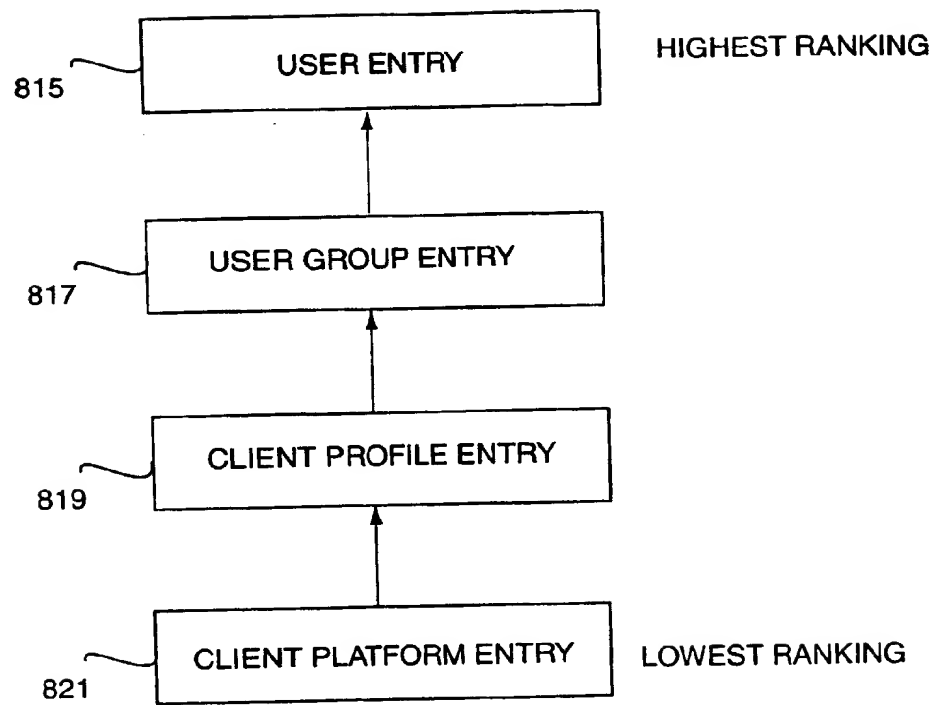 USER ENTRY
HIGHEST RANKING
815
USER GROUP ENTRY
817
CLIENT PROFILE ENTRY
819
CLIENT PLATFORM ENTRY
LOWEST RANKING
821